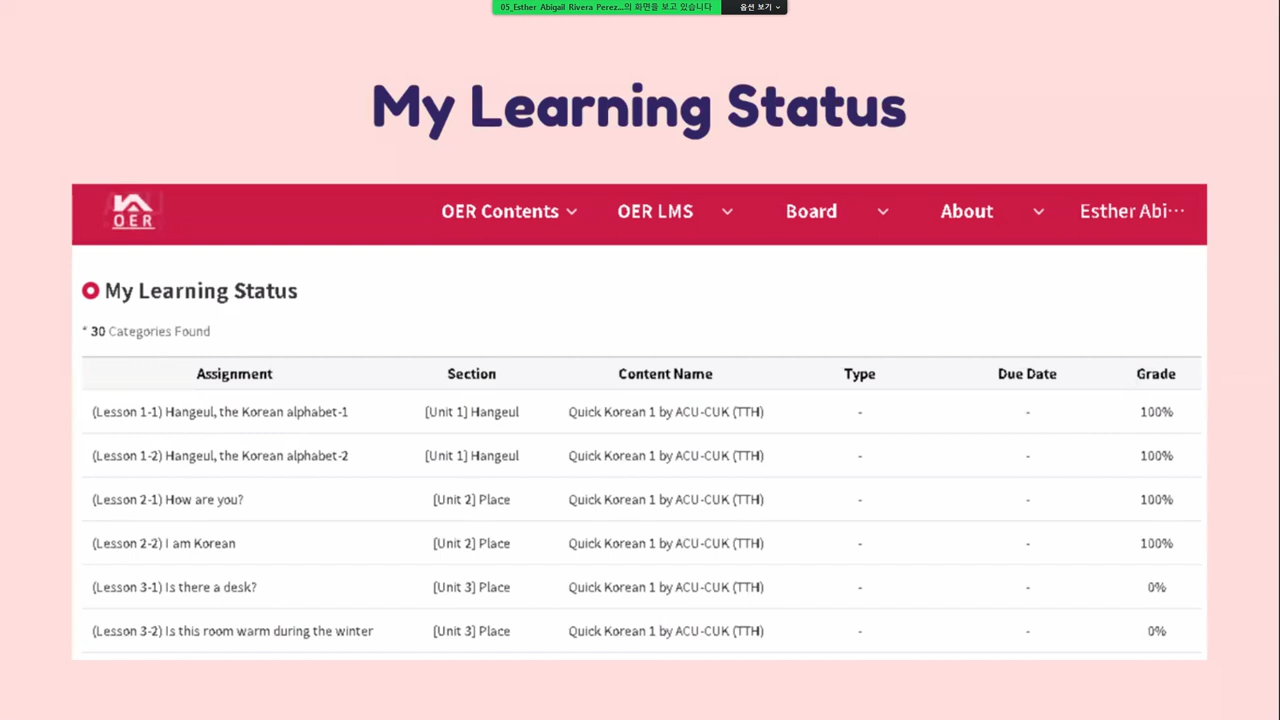 05_Esther Abigail Rivera Perez...의 화면을 보고 있습니다 옵션 보기
My Learning Status
OER OER Contents OER LMS Board About Esther Abi···
My Learning Status
* 30 Categories Found
Assignment Section Content Name Type Due Date Grade
(Lesson 1-1) Hangeul, the Korean alphabet-1 [Unit 1] Hangeul Quick Korean 1 by ACU-CUK (TTH) - - 100%
(Lesson 1-2) Hangeul, the Korean alphabet-2 [Unit 1] Hangeul Quick Korean 1 by ACU-CUK (TTH) - - 100%
(Lesson 2-1) How are you? [Unit 2] Place Quick Korean 1 by ACU-CUK (TTH) - - 100%
(Lesson 2-2) I am Korean [Unit 2] Place Quick Korean 1 by ACU-CUK (TTH) - - 100%
(Lesson 3-1) Is there a desk? [Unit 3] Place Quick Korean 1 by ACU-CUK (TTH) - - 0%
(Lesson 3-2) Is this room warm during the winter [Unit 3] Place Quick Korean 1 by ACU-CUK (TTH) - - 0%